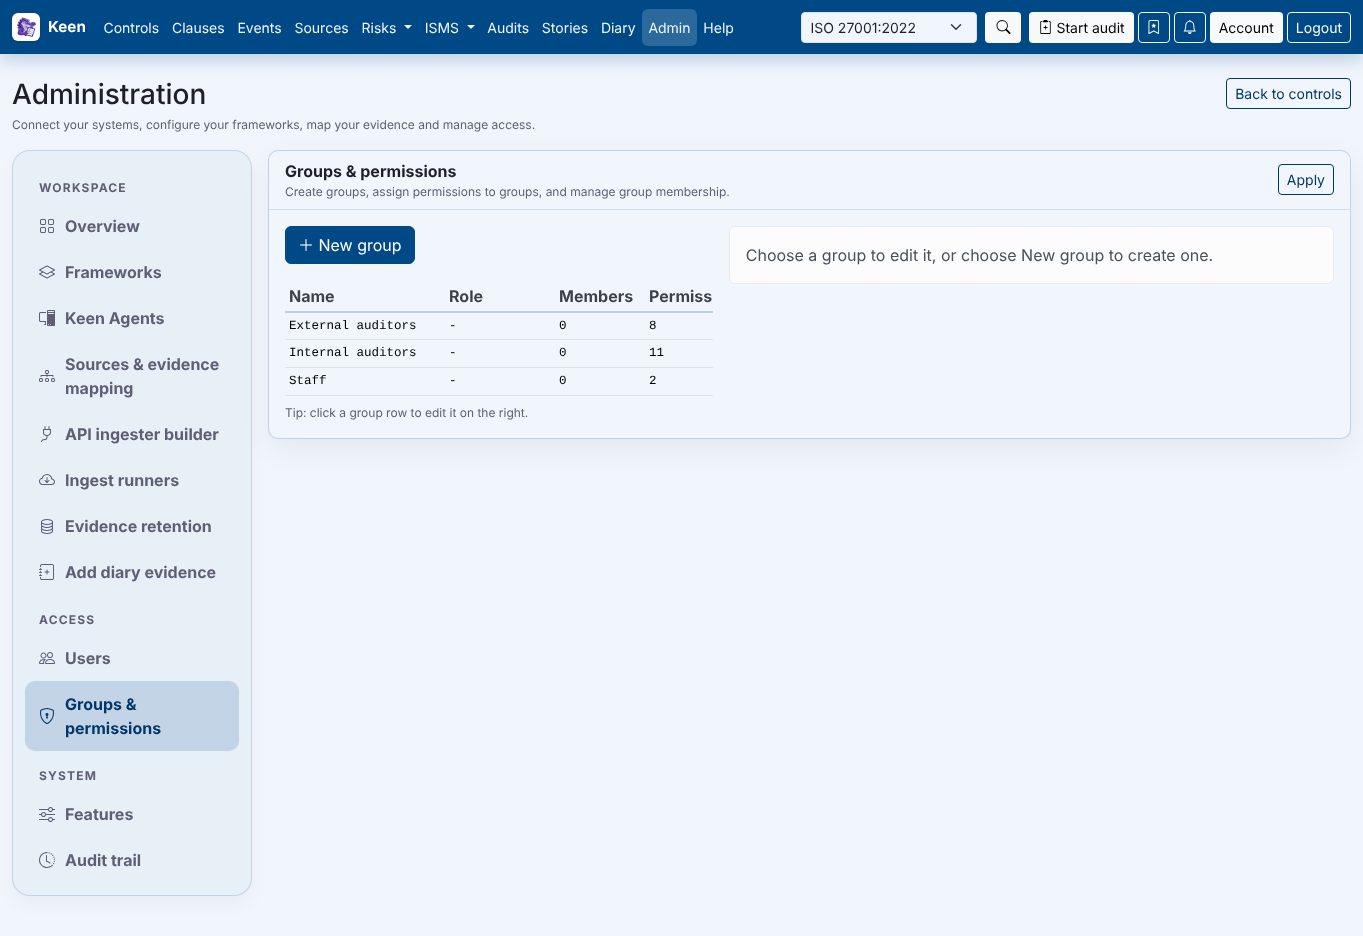 Keen Controls Clauses Events Sources Risks ISMS Audits Stories Diary Admin Help ISO 27001:2022 Start audit Account Logout
Administration
Back to controls
Connect your systems, configure your frameworks, map your evidence and manage access.
WORKSPACE
Overview
Frameworks
Keen Agents
Sources & evidence
mapping
API ingester builder
Ingest runners
Evidence retention
Add diary evidence
ACCESS
Users
Groups &
permissions
SYSTEM
Features
Audit trail
Groups & permissions
Create groups, assign permissions to groups, and manage group membership.
Apply
New group
Name Role Members Permiss
External auditors - 0 8
Internal auditors - 0 11
Staff - 0 2
Tip: click a group row to edit it on the right.
Choose a group to edit it, or choose New group to create one.